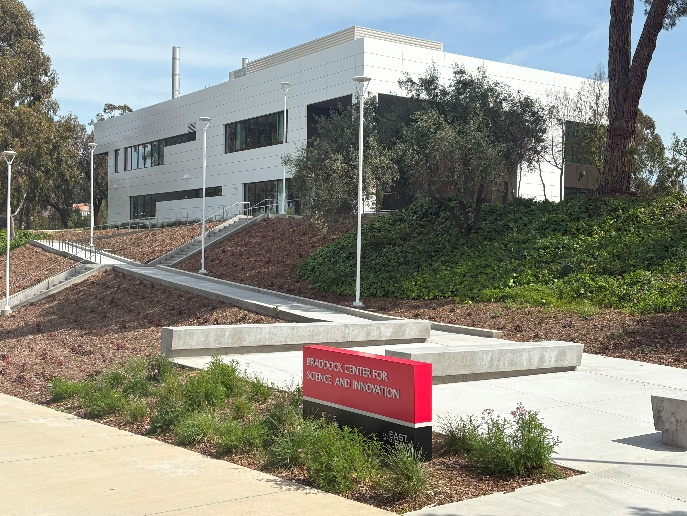 Braddock Center for
Science and Innovation
East